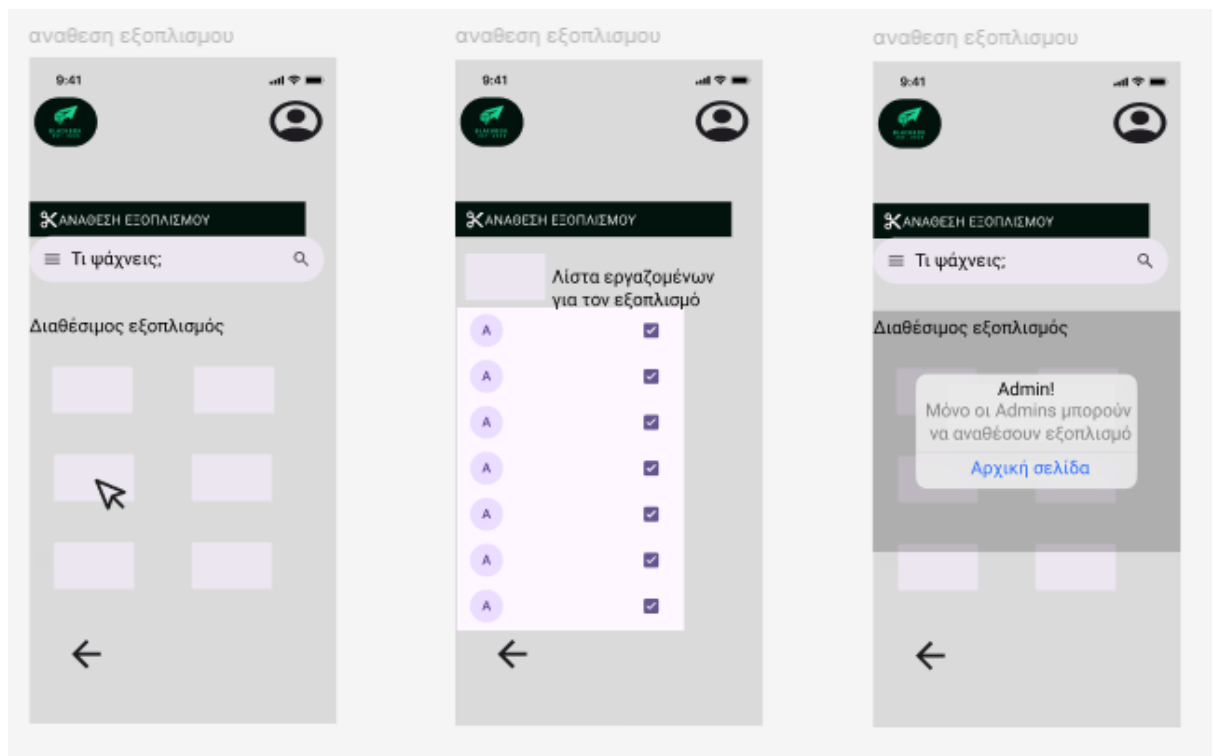 αναθεση εξοπλισμου
9:41
ΑΝΑΘΕΣΗ ΕΞΟΠΛΙΣΜΟΥ
Τι ψάχνεις;
Διαθέσιμος εξοπλισμός
αναθεση εξοπλισμου
9:41
ΑΝΑΘΕΣΗ ΕΞΟΠΛΙΣΜΟΥ
Λίστα εργαζομένων
για τον εξοπλισμό
A
A
A
A
A
A
A
αναθεση εξοπλισμου
9:41
ΑΝΑΘΕΣΗ ΕΞΟΠΛΙΣΜΟΥ
Τι ψάχνεις;
Διαθέσιμος εξοπλισμός
Admin!
Μόνο οι Admins μπορούν
να αναθέσουν εξοπλισμό
Αρχική σελίδα